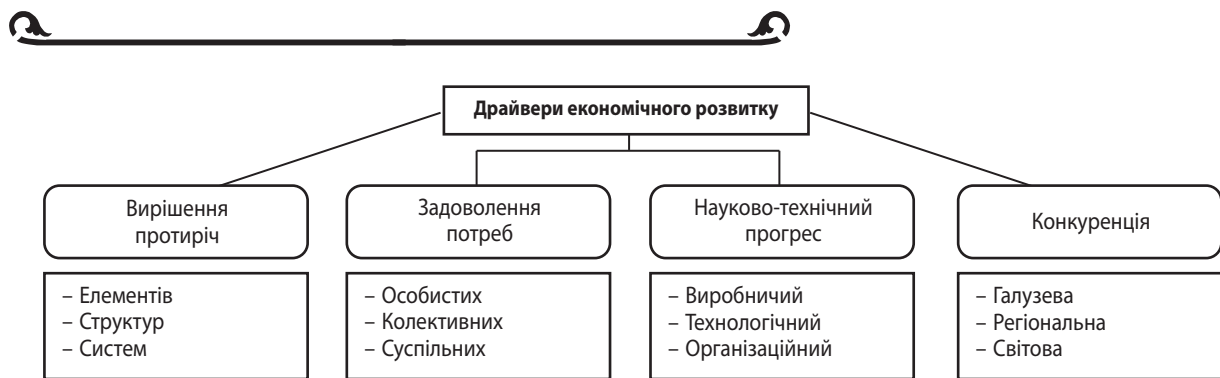 Драйвери економічного розвитку
Вирішення
протиріч
Задоволення
потреб
Науково-технічний
прогрес
Конкуренція
– Елементів
– Структур
– Систем
– Особистих
– Колективних
– Суспільних
– Виробничий
– Технологічний
– Організаційний
– Галузева
– Регіональна
– Світова